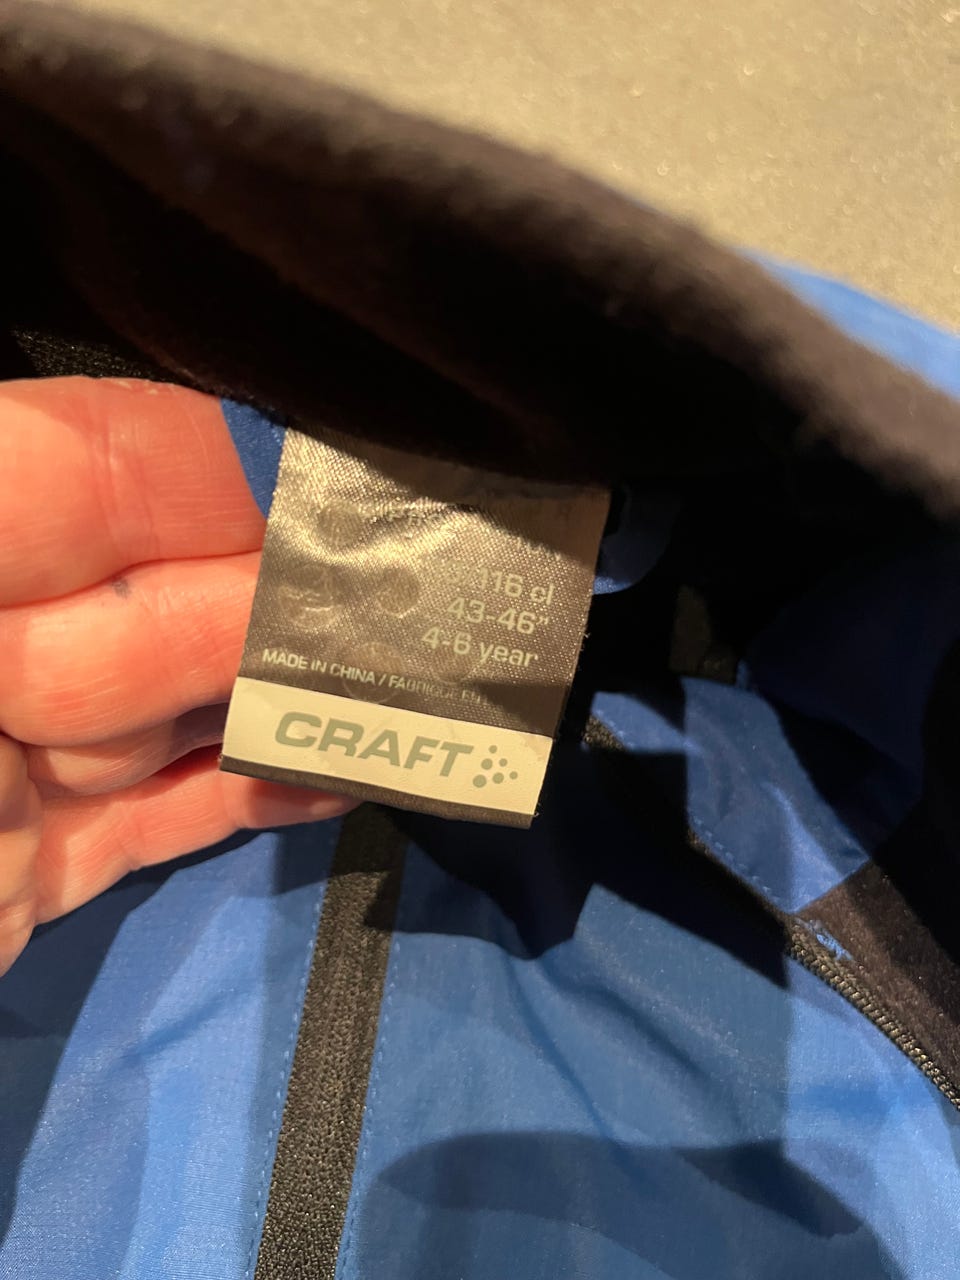 116 cl
43-46"
4-6 year
MADE IN CHINA / FABRIQUE EN
CRAFT